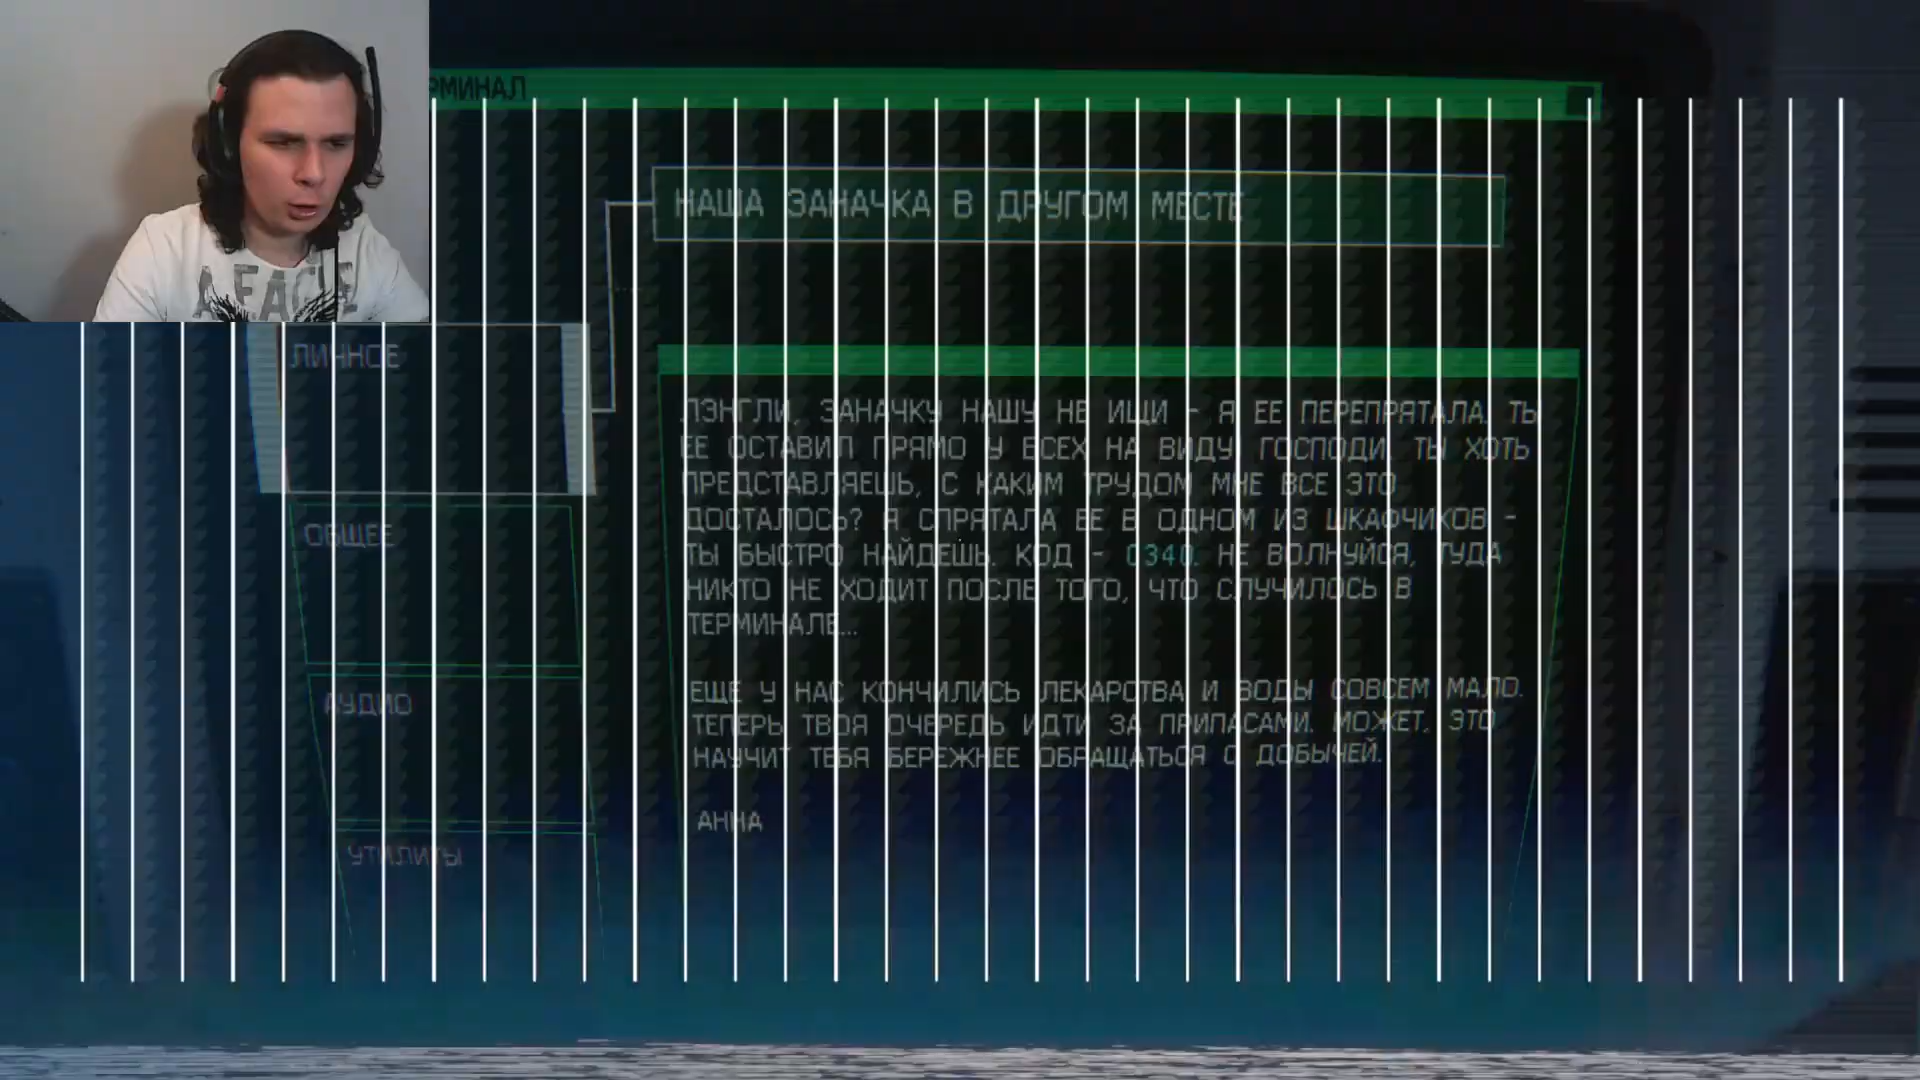 РМИНАЛ
НАША ЗАНАЧКА В ДРУГОМ МЕСТЕ
ЛИЧНОЕ
ОБЩЕЕ
АУДИО
УТИЛИТЫ
ЛЭНГЛИ, ЗАНАЧКУ НАШУ НЕ ИЩИ - Я ЕЕ ПЕРЕПРЯТАЛА. ТЫ
ЕЕ ОСТАВИЛ ПРЯМО У ВСЕХ НА ВИДУ, ГОСПОДИ. ТЫ ХОТЬ
ПРЕДСТАВЛЯЕШЬ, С КАКИМ ТРУДОМ МНЕ ВСЕ ЭТО
ДОСТАЛОСЬ? Я СПРЯТАЛА ЕЕ В ОДНОМ ИЗ ШКАФЧИКОВ -
ТЫ БЫСТРО НАЙДЕШЬ. КОД - 0340. НЕ ВОЛНУЙСЯ, ТУДА
НИКТО НЕ ХОДИТ ПОСЛЕ ТОГО, ЧТО СЛУЧИЛОСЬ В
ТЕРМИНАЛЕ...
ЕЩЕ У НАС КОНЧИЛИСЬ ЛЕКАРСТВА И ВОДЫ СОВСЕМ МАЛО.
ТЕПЕРЬ ТВОЯ ОЧЕРЕДЬ ИДТИ ЗА ПРИПАСАМИ. МОЖЕТ, ЭТО
НАУЧИТ ТЕБЯ БЕРЕЖНЕЕ ОБРАЩАТЬСЯ С ДОБЫЧЕЙ.
АННА